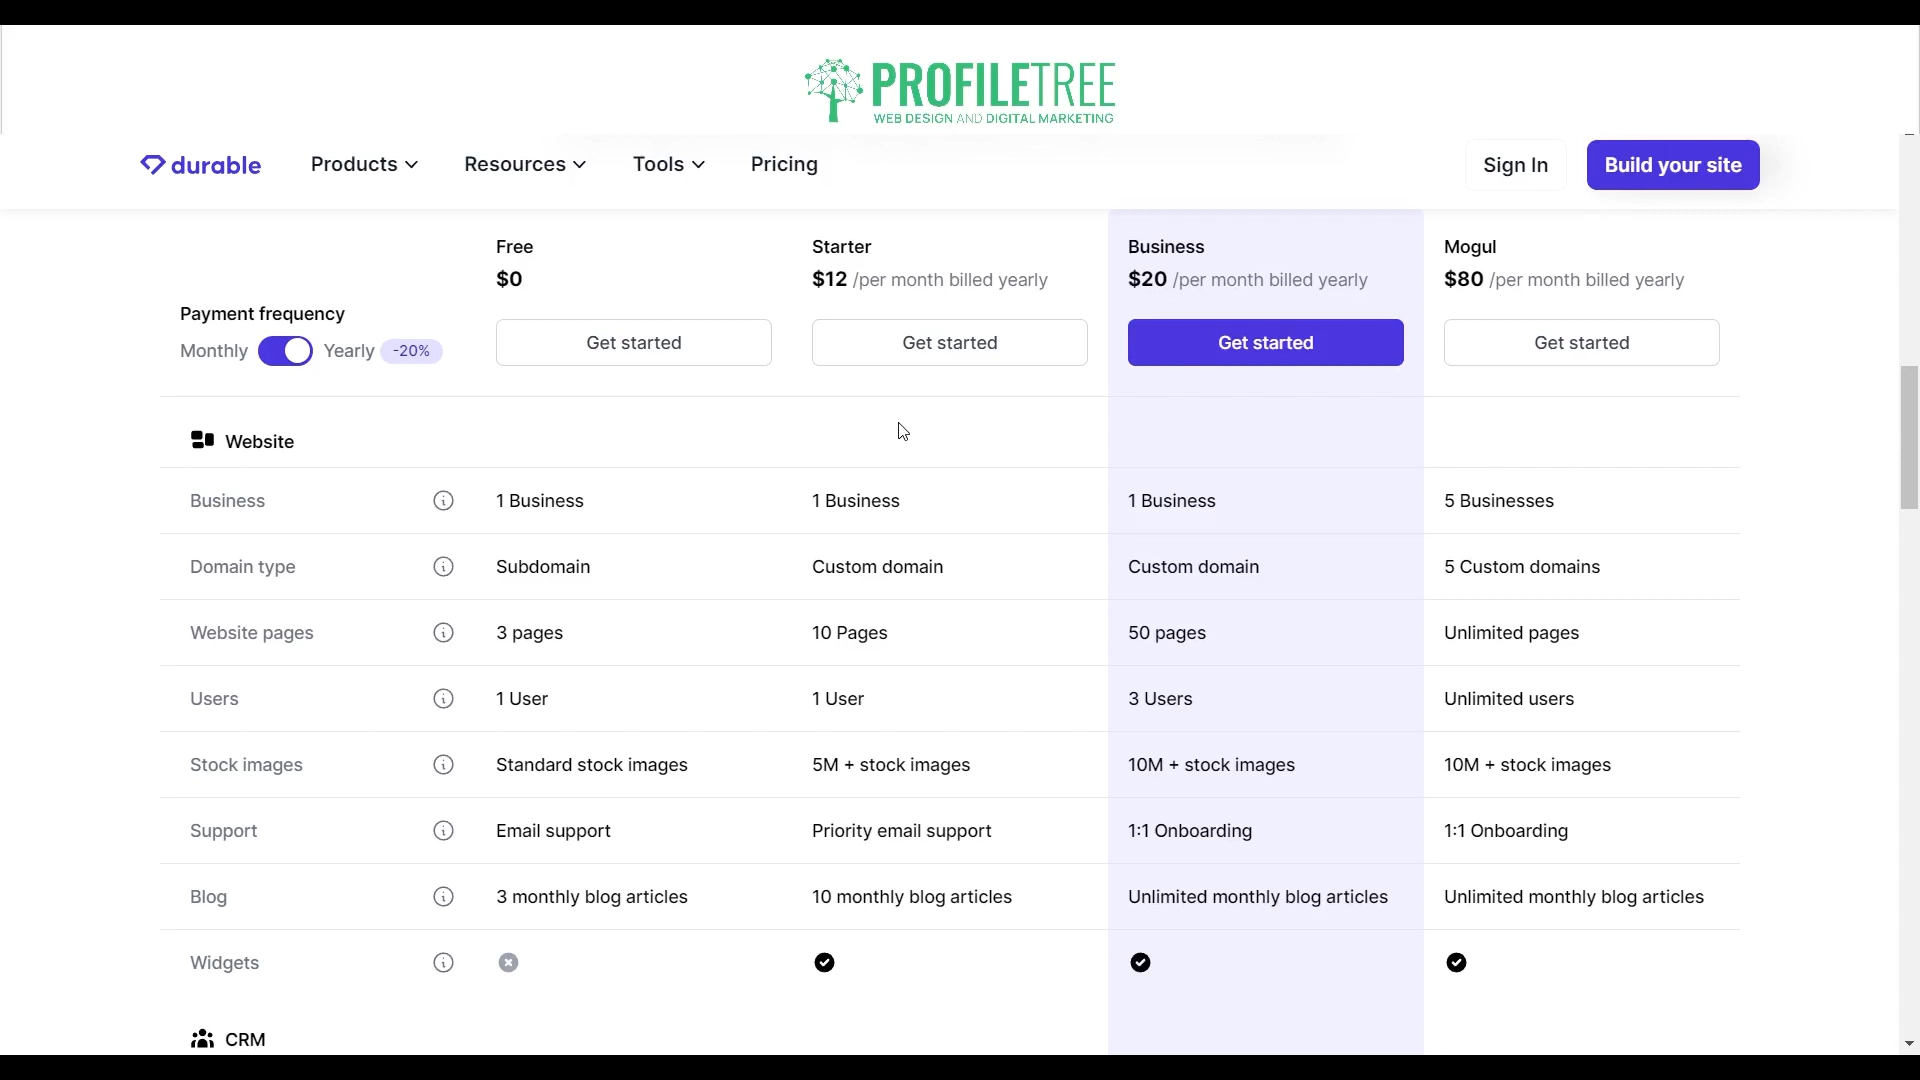 PROFILETREE
WEB DESIGN AND DIGITAL MARKETING
durable
Products
Resources
Tools
Pricing
Sign In
Build your site
Free
Starter
Business
Mogul
$0
$12 /per month billed yearly
$20 /per month billed yearly
$80 /per month billed yearly
Payment frequency
Monthly
Yearly
-20%
Get started
Get started
Get started
Get started
Website
Business
1 Business
1 Business
1 Business
5 Businesses
Domain type
Subdomain
Custom domain
Custom domain
5 Custom domains
Website pages
3 pages
10 Pages
50 pages
Unlimited pages
Users
1 User
1 User
3 Users
Unlimited users
Stock images
Standard stock images
5M + stock images
10M + stock images
10M + stock images
Support
Email support
Priority email support
1:1 Onboarding
1:1 Onboarding
Blog
3 monthly blog articles
10 monthly blog articles
Unlimited monthly blog articles
Unlimited monthly blog articles
Widgets
CRM